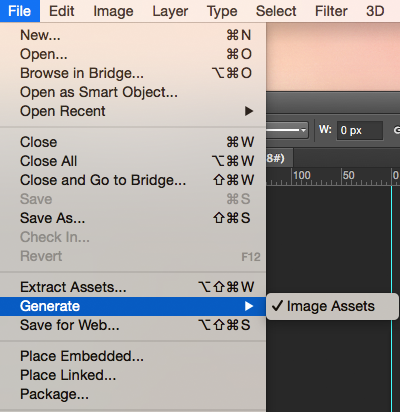 File Edit Image Layer Type Select Filter 3D
New... ⌘N
Open... ⌘O
Browse in Bridge... ⌥⌘O
Open as Smart Object...
Open Recent ▶
W: 0 px
Close ⌘W
8#)
Close All ⌥⌘W
Close and Go to Bridge... ⇧⌘W
100 50 0
Save ⌘S
Save As... ⇧⌘S
Check In...
Revert F12
Extract Assets... ⌥⇧⌘W
Generate ▶ ✓ Image Assets
Save for Web... ⌥⇧⌘S
Place Embedded...
Place Linked...
Package...